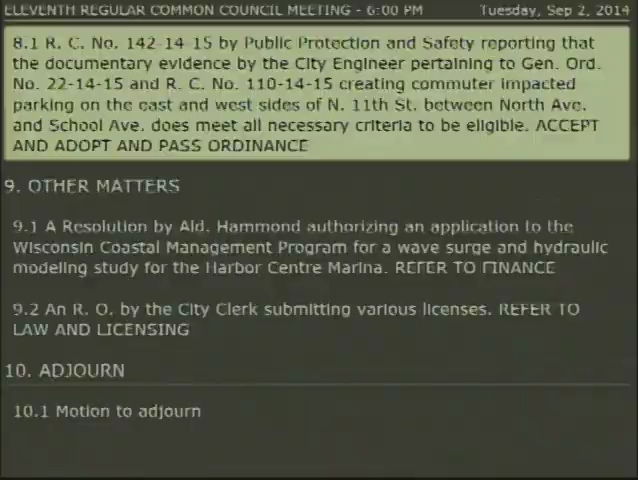 ELEVENTH REGULAR COMMON COUNCIL MEETING - 6:00 PM Tuesday, Sep 2, 2014
8.1 R. C. No. 142-14-15 by Public Protection and Safety reporting that
the documentary evidence by the City Engineer pertaining to Gen. Ord.
No. 22-14-15 and R. C. No. 110-14-15 creating commuter impacted
parking on the east and west sides of N. 11th St. between North Ave.
and School Ave. does meet all necessary criteria to be eligible. ACCEPT
AND ADOPT AND PASS ORDINANCE
9. OTHER MATTERS
9.1 A Resolution by Ald. Hammond authorizing an application to the
Wisconsin Coastal Management Program for a wave surge and hydraulic
modeling study for the Harbor Centre Marina. REFER TO FINANCE
9.2 An R. O. by the City Clerk submitting various licenses. REFER TO
LAW AND LICENSING
10. ADJOURN
10.1 Motion to adjourn